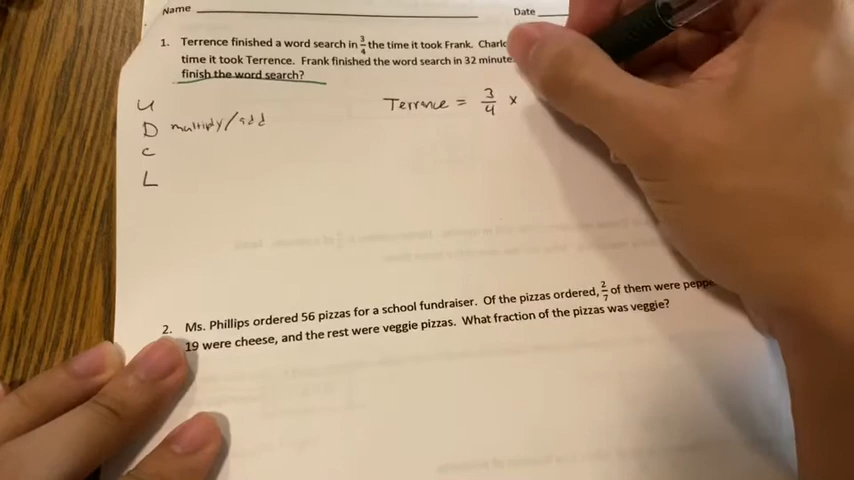 Name
Date
1. Terrence finished a word search in 3/4 the time it took Frank.
time it took Terrence. Frank finished the word search in 32
finish the word search?
Terrence = 3/4 ×
U
D multiply/add
C
L
2. Ms. Phillips ordered 56 pizzas for a school fundraiser. Of the pizzas ordered, 2/7 of them were
19 were cheese, and the rest were veggie pizzas. What fraction of the pizzas was veggie?